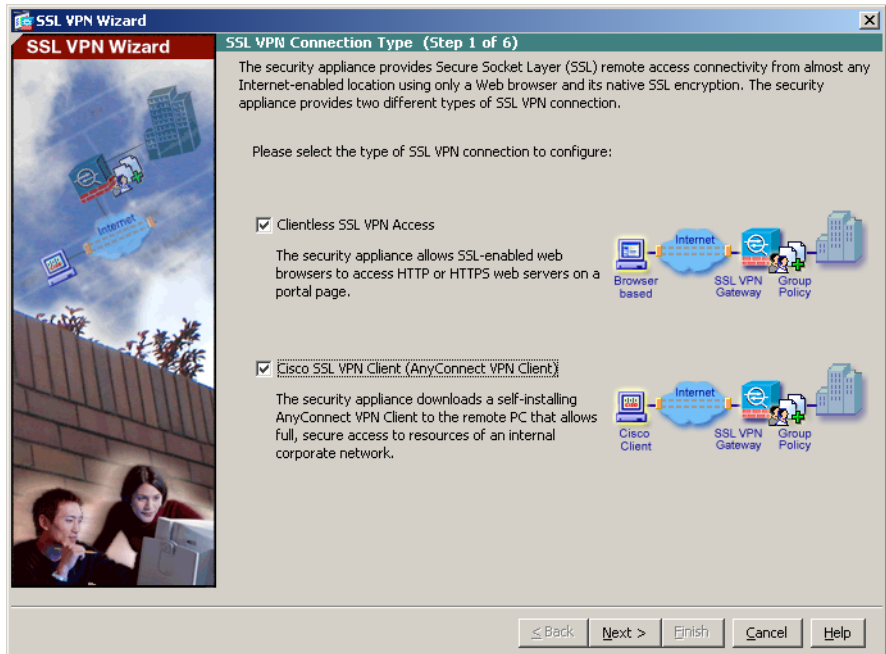 SSL VPN Wizard
SSL VPN Wizard
SSL VPN Connection Type (Step 1 of 6)
The security appliance provides Secure Socket Layer (SSL) remote access connectivity from almost any
Internet-enabled location using only a Web browser and its native SSL encryption. The security
appliance provides two different types of SSL VPN connection.
Please select the type of SSL VPN connection to configure:
Internet
Clientless SSL VPN Access
The security appliance allows SSL-enabled web
browsers to access HTTP or HTTPS web servers on a
portal page.
Internet
Browser
based
SSL VPN
Gateway
Group
Policy
Cisco SSL VPN Client (AnyConnect VPN Client)
The security appliance downloads a self-installing
AnyConnect VPN Client to the remote PC that allows
full, secure access to resources of an internal
corporate network.
Internet
Cisco
Client
SSL VPN
Gateway
Group
Policy
< Back
Next >
Finish
Cancel
Help